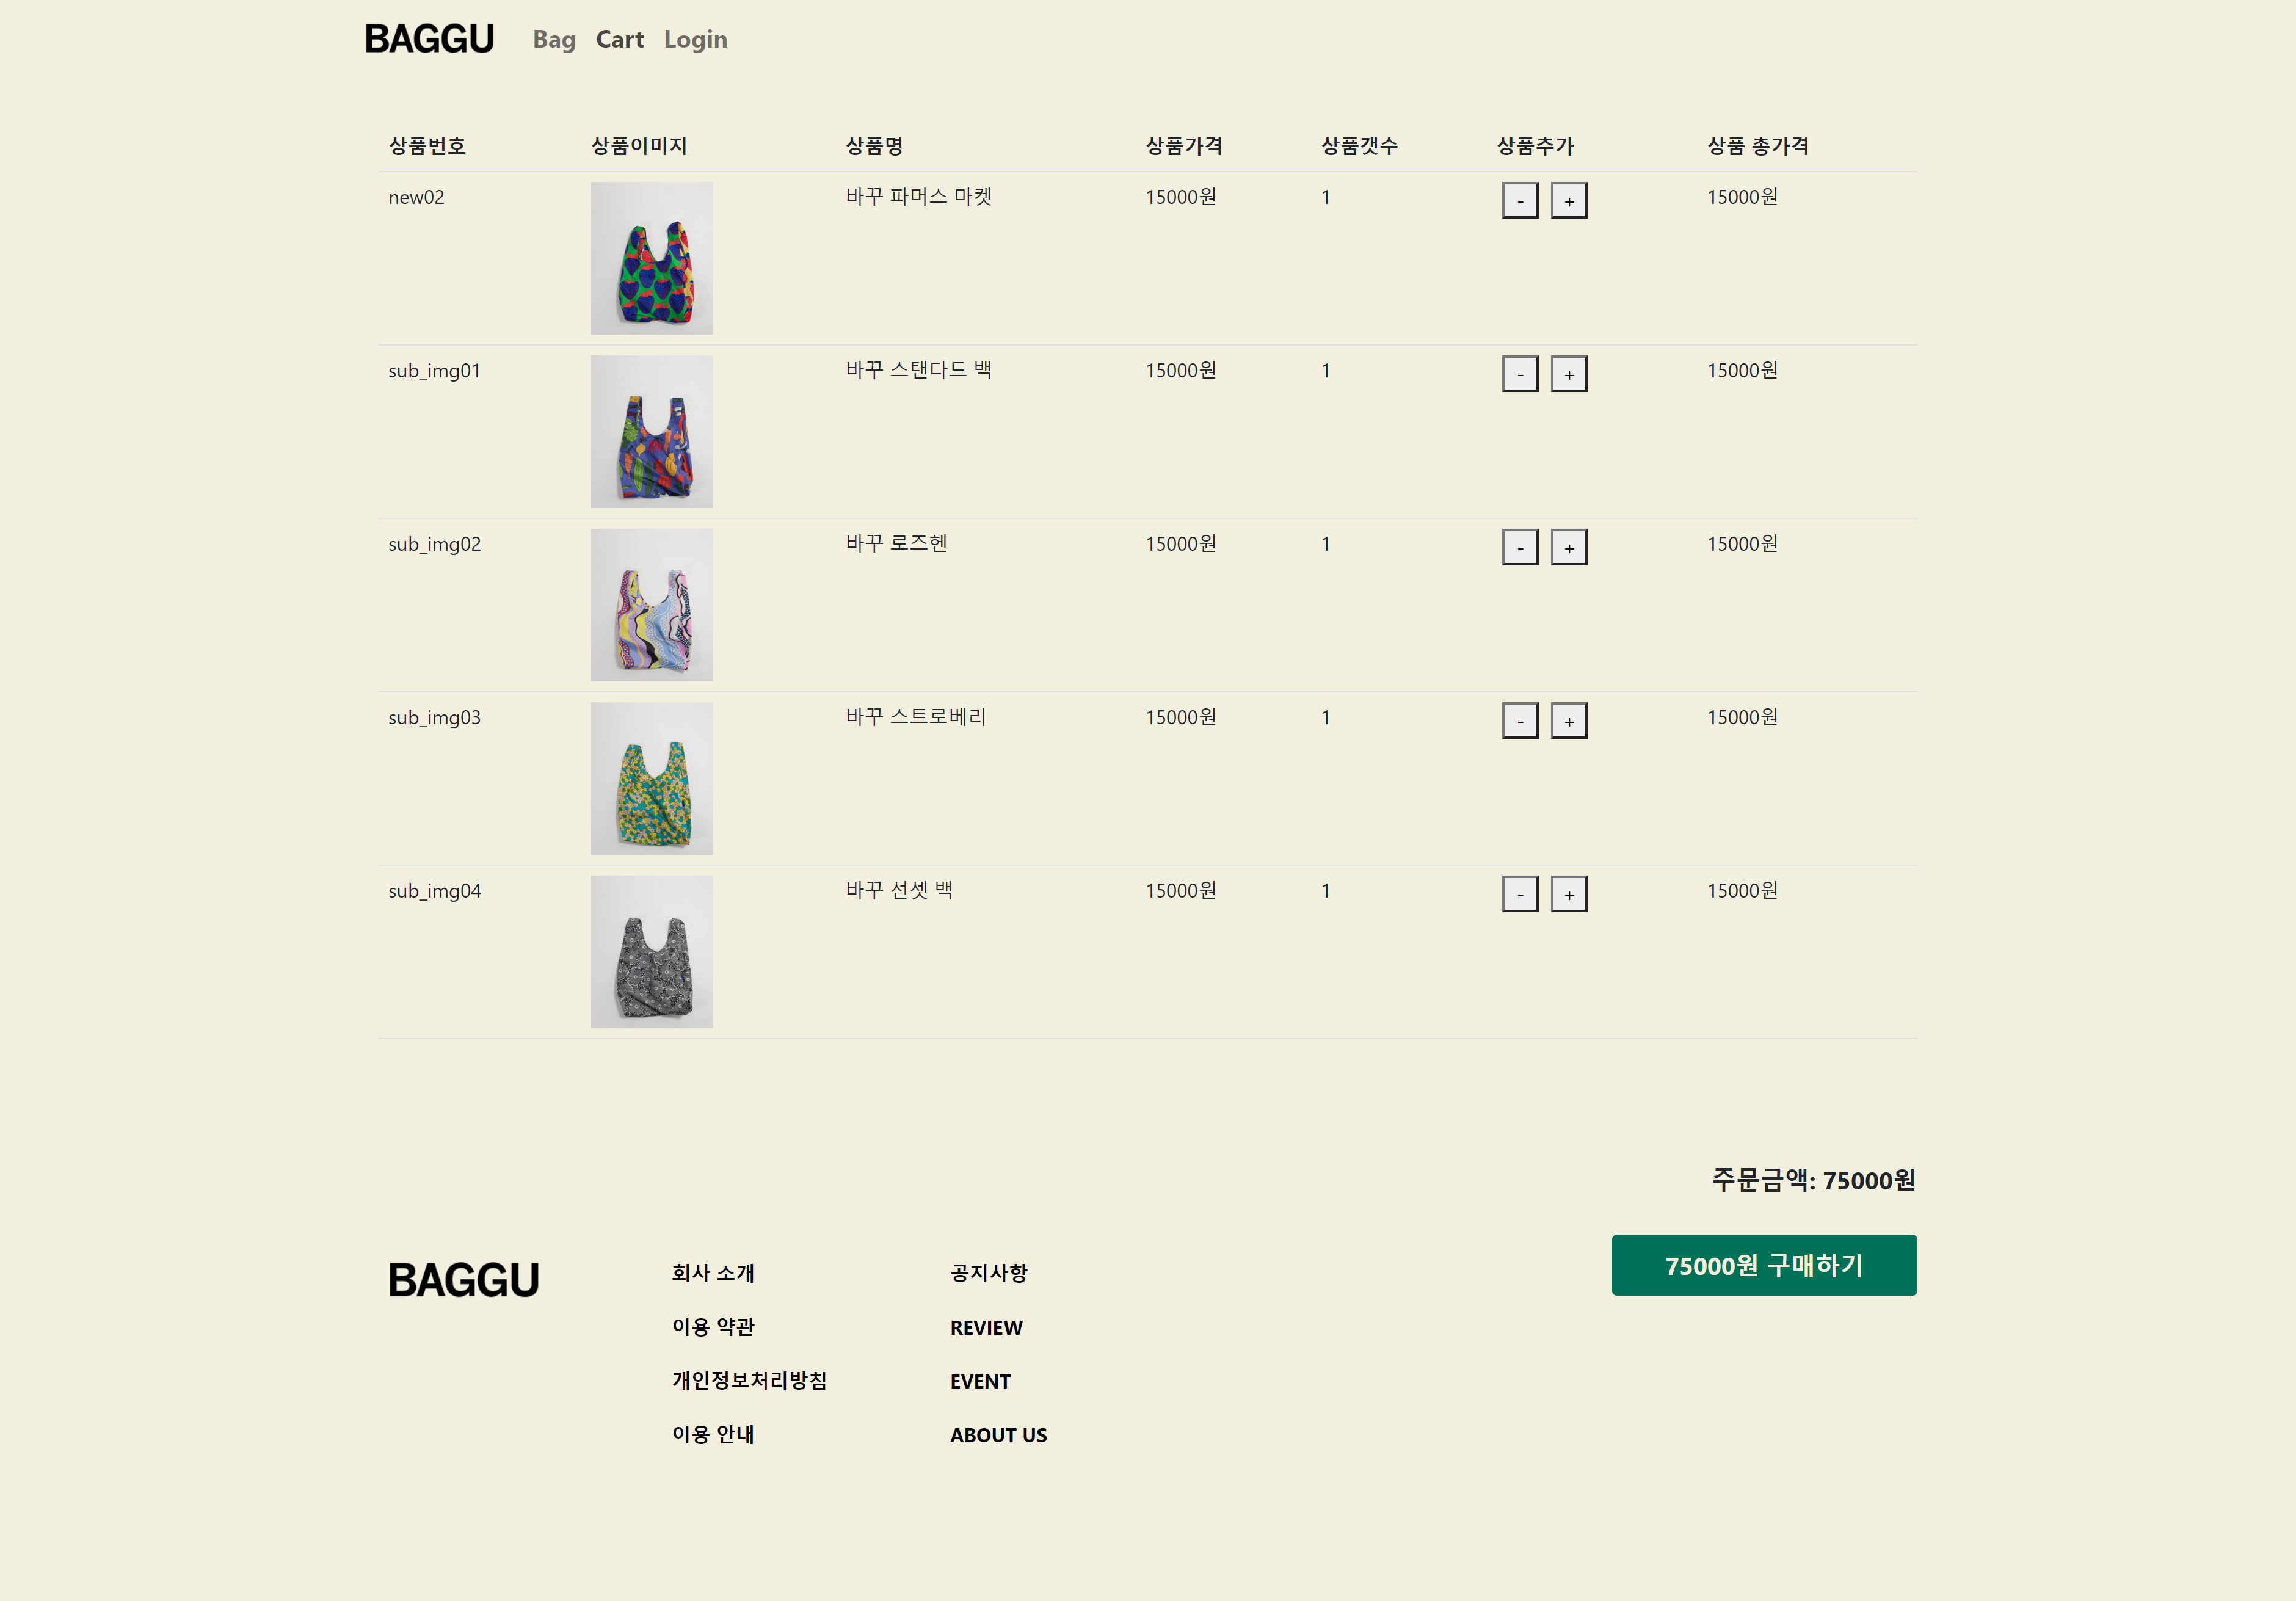 BAGGU Bag Cart Login
상품번호 상품이미지 상품명 상품가격 상품갯수 상품추가 상품 총가격
new02 바꾸 파머스 마켓 15000원 1 - + 15000원
sub_img01 바꾸 스탠다드 백 15000원 1 - + 15000원
sub_img02 바꾸 로즈헨 15000원 1 - + 15000원
sub_img03 바꾸 스트로베리 15000원 1 - + 15000원
sub_img04 바꾸 선셋 백 15000원 1 - + 15000원
주문금액: 75000원
75000원 구매하기
BAGGU
회사 소개
이용 약관
개인정보처리방침
이용 안내
공지사항
REVIEW
EVENT
ABOUT US